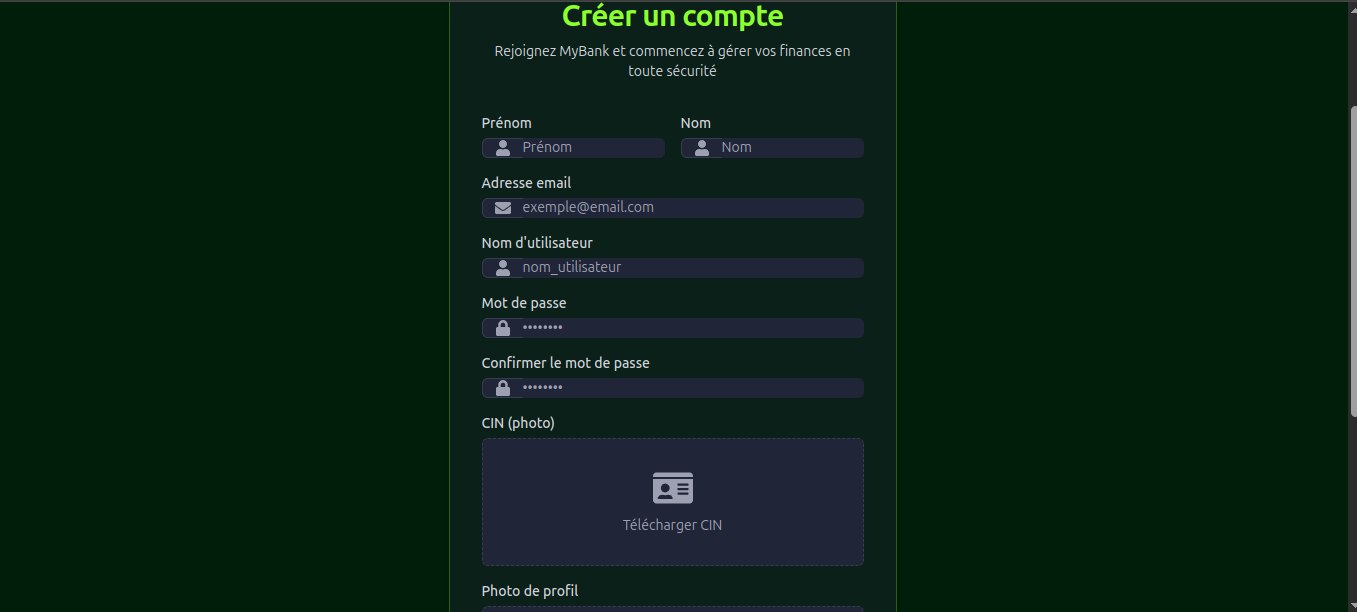 Créer un compte
Rejoignez MyBank et commencez à gérer vos finances en
toute sécurité
Prénom
Nom
Prénom
Nom
Adresse email
exemple@email.com
Nom d'utilisateur
nom_utilisateur
Mot de passe
••••••••
Confirmer le mot de passe
••••••••
CIN (photo)
Télécharger CIN
Photo de profil